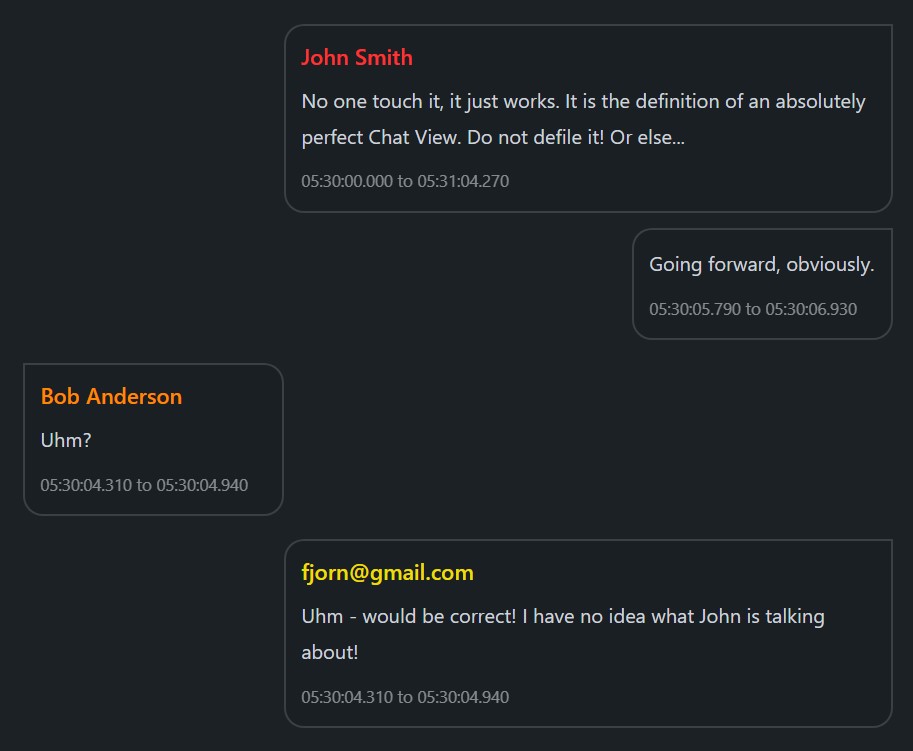 John Smith
No one touch it, it just works. It is the definition of an absolutely
perfect Chat View. Do not defile it! Or else...
05:30:00.000 to 05:31:04.270
Going forward, obviously.
05:30:05.790 to 05:30:06.930
Bob Anderson
Uhm?
05:30:04.310 to 05:30:04.940
fjorn@gmail.com
Uhm - would be correct! I have no idea what John is talking
about!
05:30:04.310 to 05:30:04.940